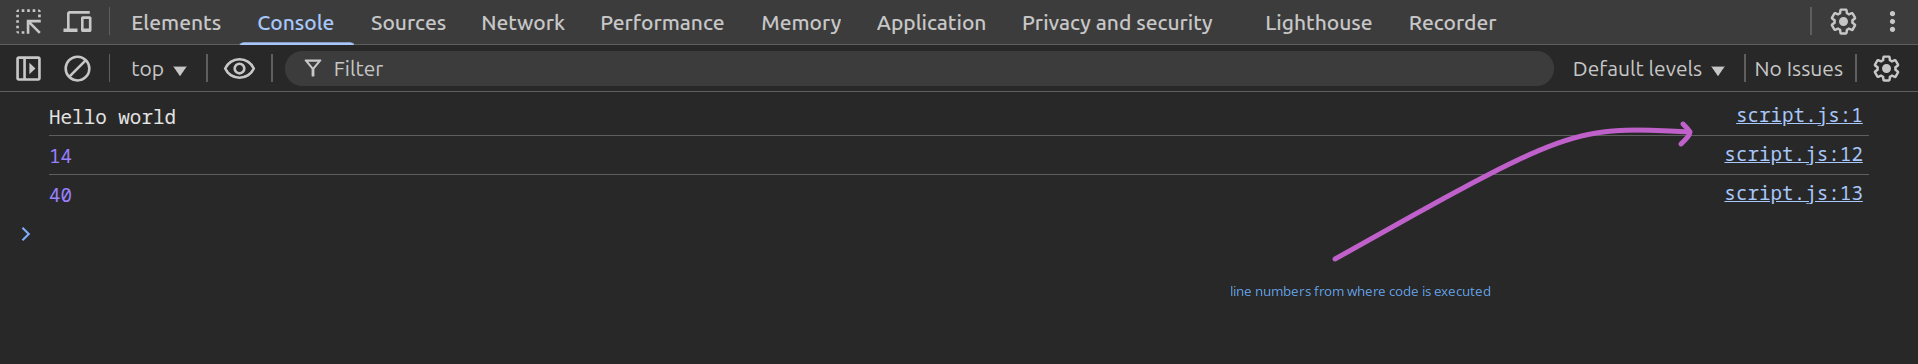 Elements Console Sources Network Performance Memory Application Privacy and security Lighthouse Recorder
top Filter Default levels No Issues
Hello world script.js:1
14 script.js:12
40 script.js:13
line numbers from where code is executed